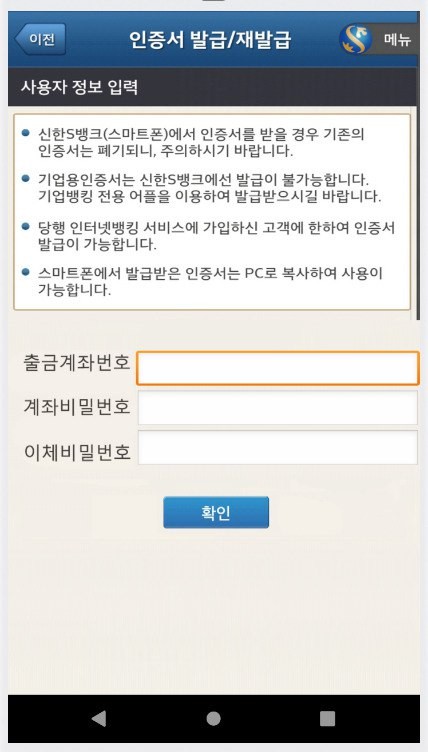 이전
인증서 발급/재발급
메뉴
사용자 정보 입력
신한S뱅크(스마트폰)에서 인증서를 받을 경우 기존의
인증서는 폐기되니, 주의하시기 바랍니다.
기업용인증서는 신한S뱅크에선 발급이 불가능합니다.
기업뱅킹 전용 어플을 이용하여 발급받으시길 바랍니다.
당행 인터넷뱅킹 서비스에 가입하신 고객에 한하여 인증서
발급이 가능합니다.
스마트폰에서 발급받은 인증서는 PC로 복사하여 사용이
가능합니다.
출금계좌번호
계좌비밀번호
이체비밀번호
확인